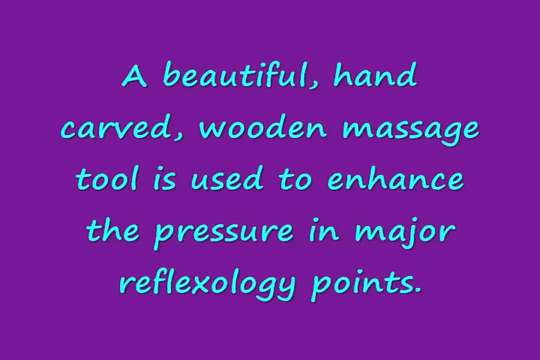 A beautiful, hand
carved, wooden massage
tool is used to enhance
the pressure in major
reflexology points.